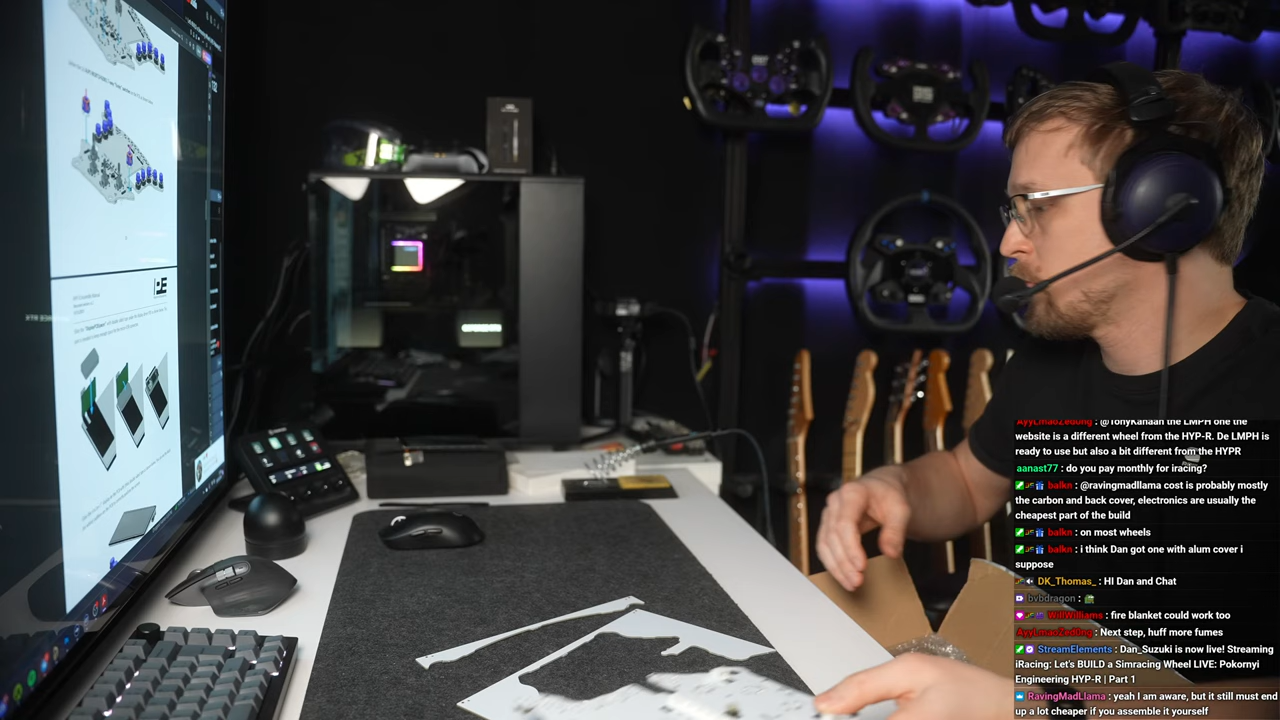 AyyLmaoZed0ng : @TonyKanaan the LMPH one the
website is a different wheel from the HYP-R. De LMPH is
ready to use but also a bit different from the HYPR
aanast77 : do you pay monthly for iracing?
balkn : @ravingmadllama cost is probably mostly
the carbon and back cover, electronics are usually the
cheapest part of the build
balkn : on most wheels
balkn : i think Dan got one with alum cover i
suppose
DK_Thomas_ : HI Dan and Chat
bvbdragon :
WillWilliams : fire blanket could work too
AyyLmaoZed0ng : Next step, huff more fumes
StreamElements : Dan_Suzuki is now live! Streaming
iRacing: Let's BUILD a Simracing Wheel LIVE: Pokornyi
Engineering HYP-R | Part 1
RavingMadLlama : yeah I am aware, but it still must end
up a lot cheaper if you assemble it yourself